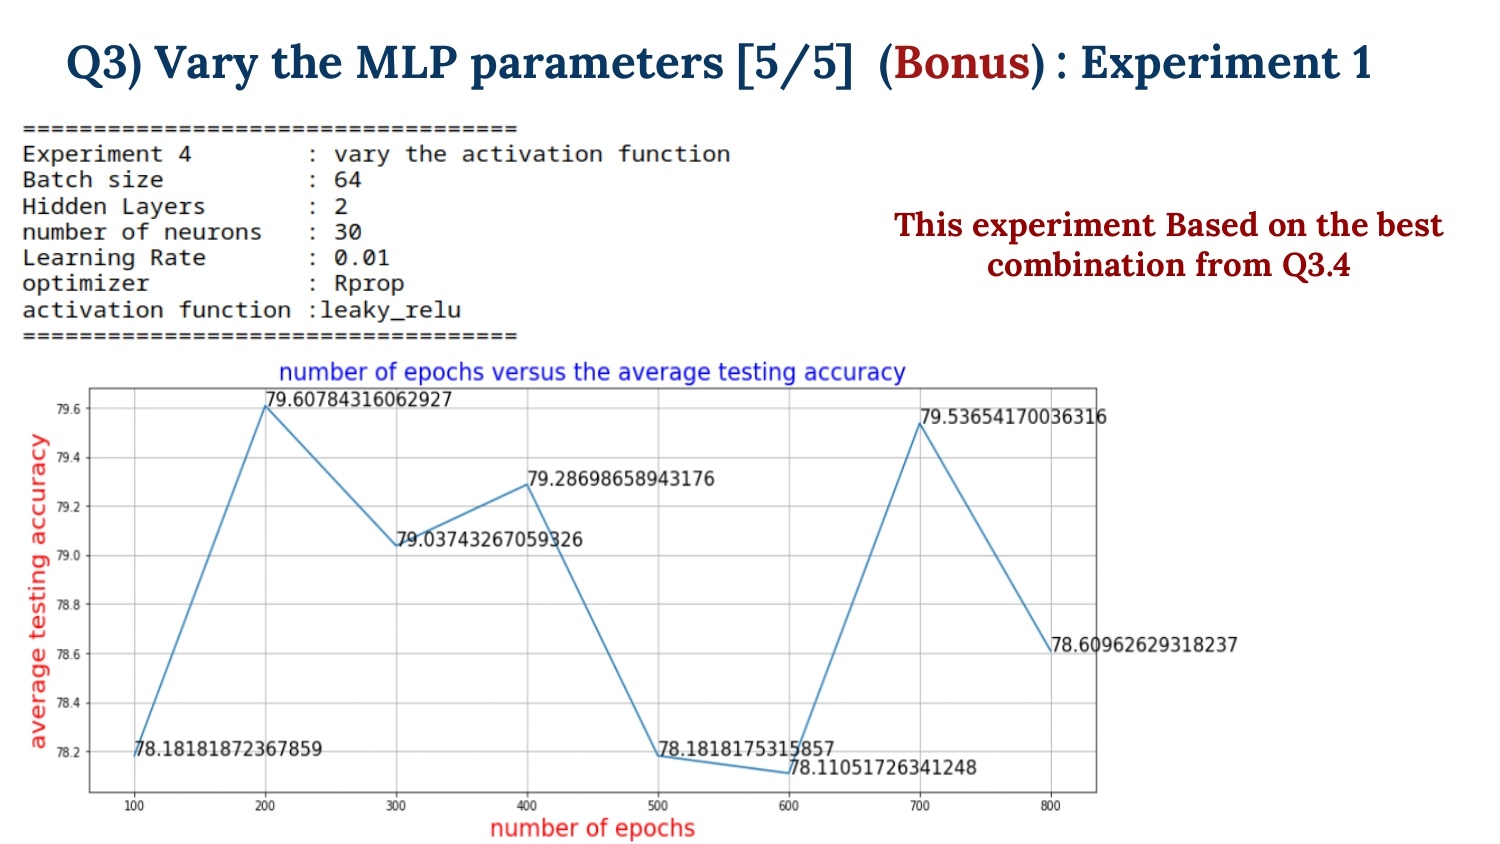 Q3) Vary the MLP parameters [5/5] (Bonus) : Experiment 1
===================================
Experiment 4 : vary the activation function
Batch size : 64
Hidden Layers : 2
number of neurons : 30
Learning Rate : 0.01
optimizer : Rprop
activation function :leaky_relu
===================================
This experiment Based on the best
combination from Q3.4
number of epochs versus the average testing accuracy
average testing accuracy
79.6
79.4
79.2
79.0
78.8
78.6
78.4
78.2
78.18181872367859
79.60784316062927
79.03743267059326
79.28698658943176
78.1818175315857
78.11051726341248
79.53654170036316
78.60962629318237
100 200 300 400 500 600 700 800
number of epochs